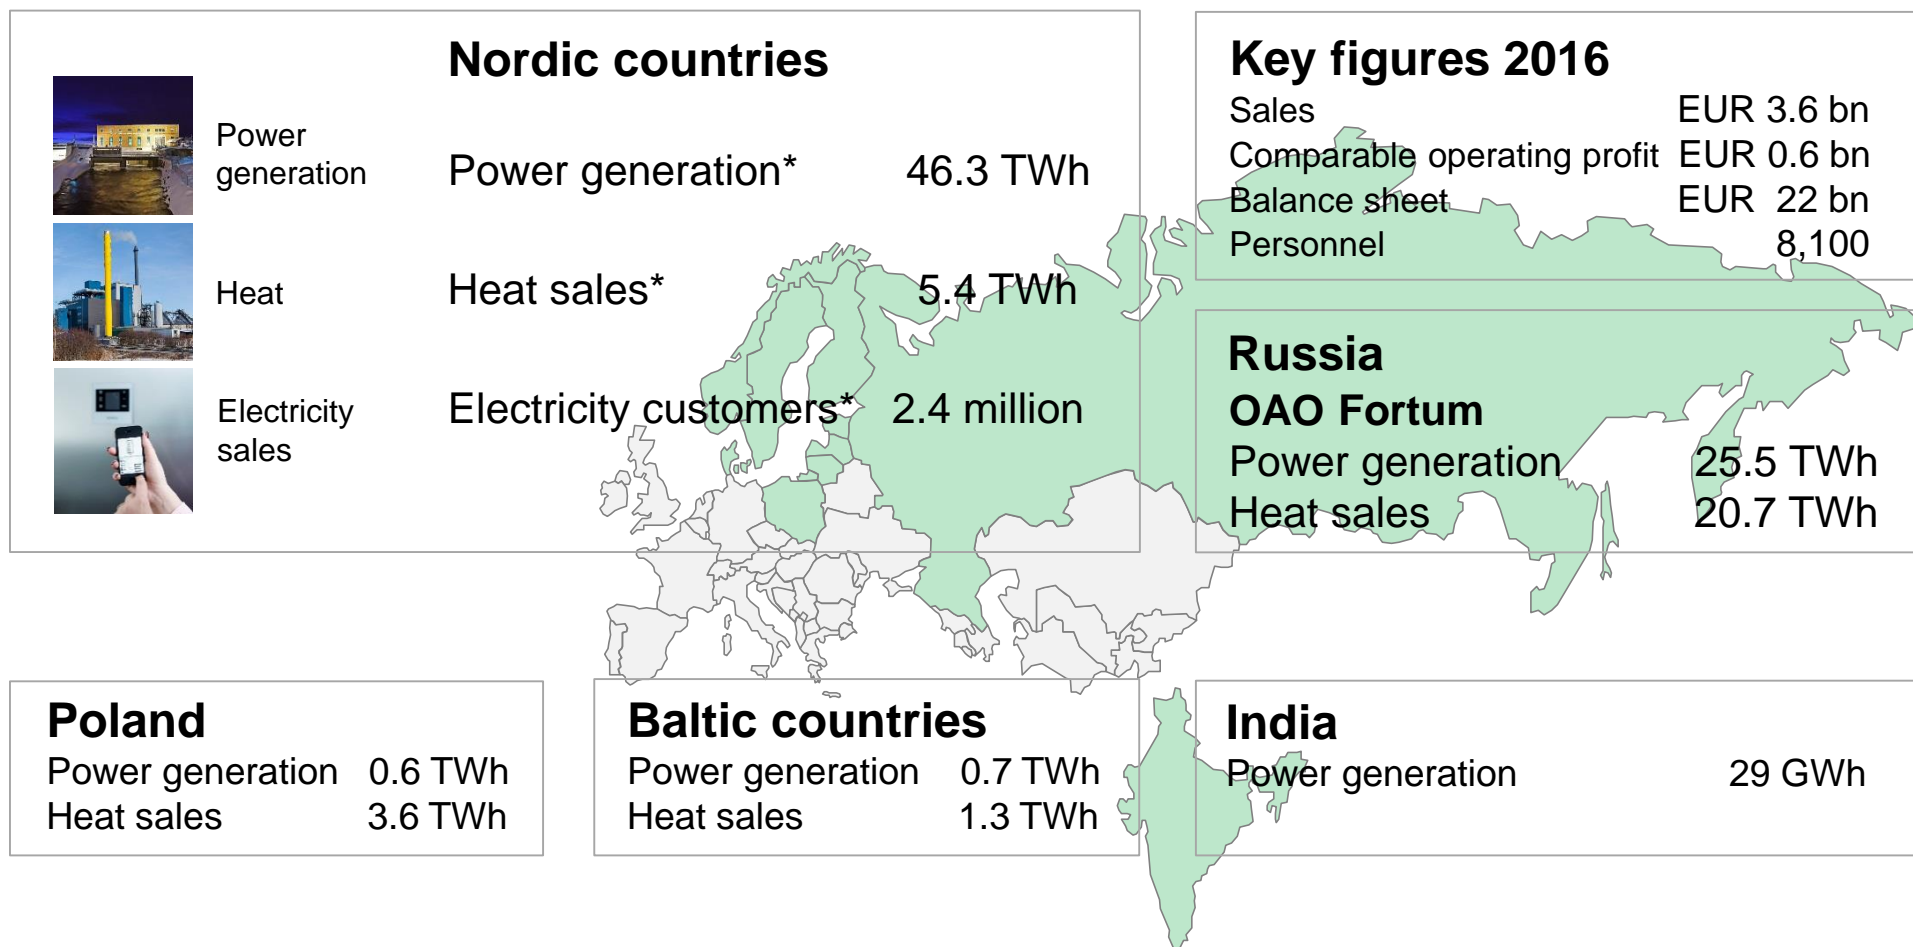 Nordic countries
Power
generation
Power generation* 46.3 TWh
Heat
Heat sales* 5.4 TWh
Electricity
sales
Electricity customers* 2.4 million
Key figures 2016
Sales EUR 3.6 bn
Comparable operating profit EUR 0.6 bn
Balance sheet EUR 22 bn
Personnel 8,100
Russia
OAO Fortum
Power generation 25.5 TWh
Heat sales 20.7 TWh
Poland
Power generation 0.6 TWh
Heat sales 3.6 TWh
Baltic countries
Power generation 0.7 TWh
Heat sales 1.3 TWh
India
Power generation 29 GWh